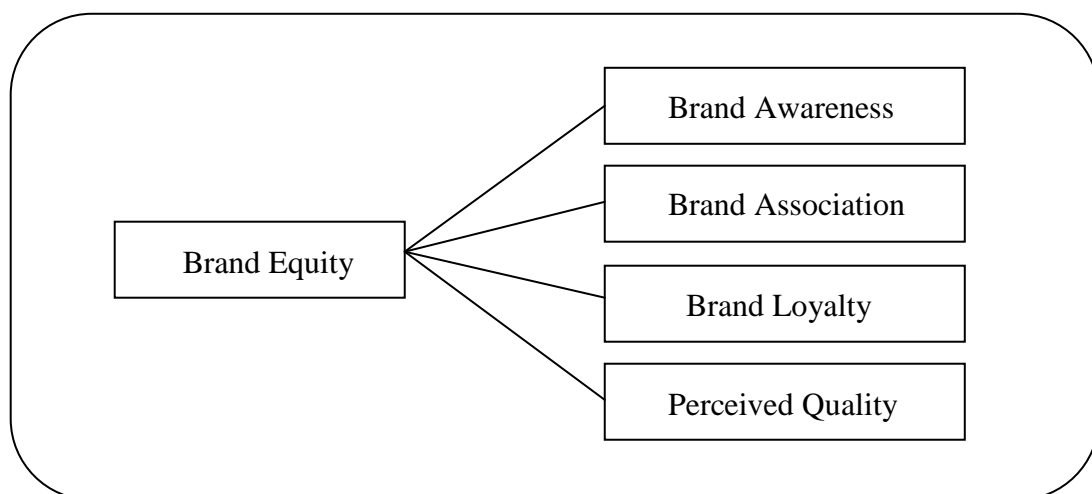 Brand Awareness
Brand Association
Brand Equity
Brand Loyalty
Perceived Quality